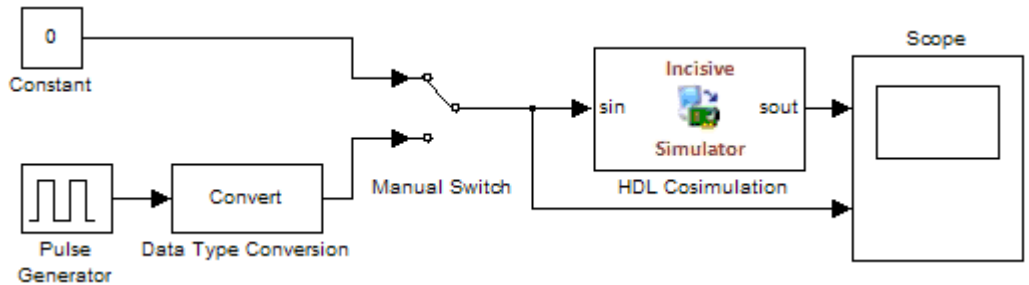 0
Constant
Scope
Incisive
sin
sout
Simulator
HDL Cosimulation
Manual Switch
Convert
Data Type Conversion
Pulse
Generator